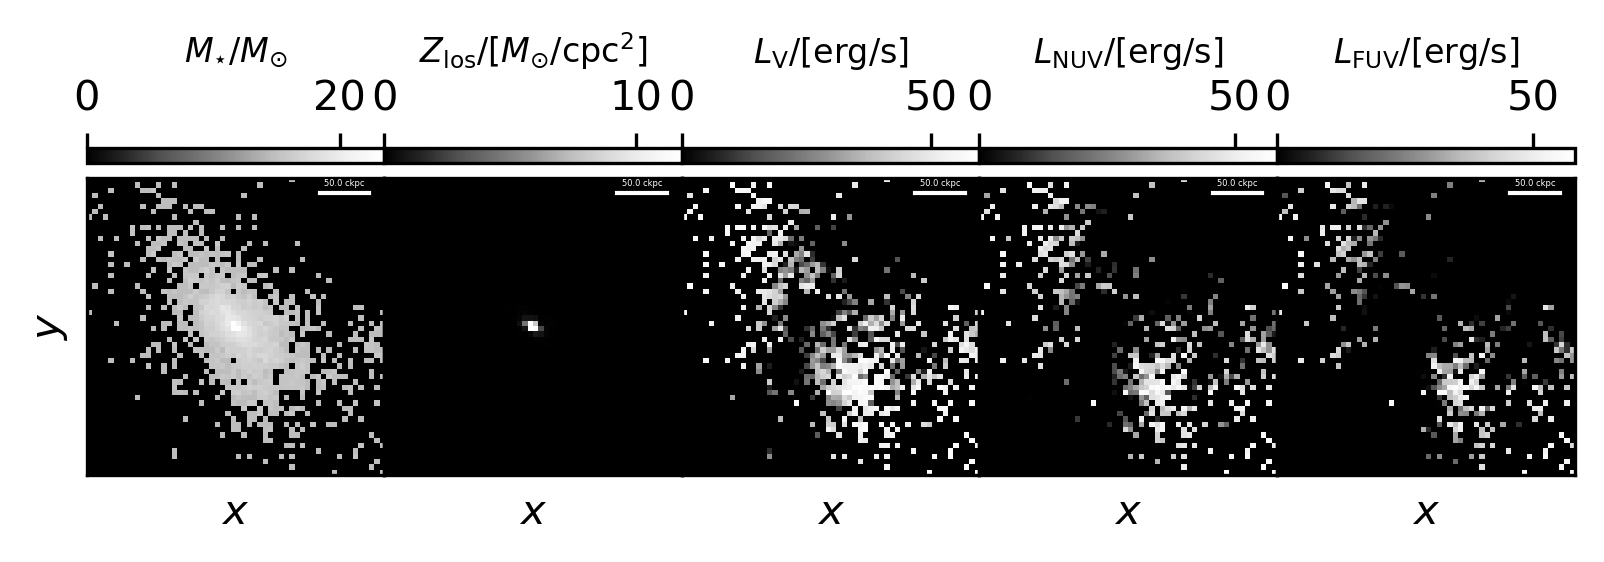 M⋆/M⊙ Z_los/[M⊙/cpc²] L_V/[erg/s] L_NUV/[erg/s] L_FUV/[erg/s]
0 20 0 10 0 50 0 50 0 50
50.0 ckpc 50.0 ckpc 50.0 ckpc 50.0 ckpc 50.0 ckpc
y
x x x x x